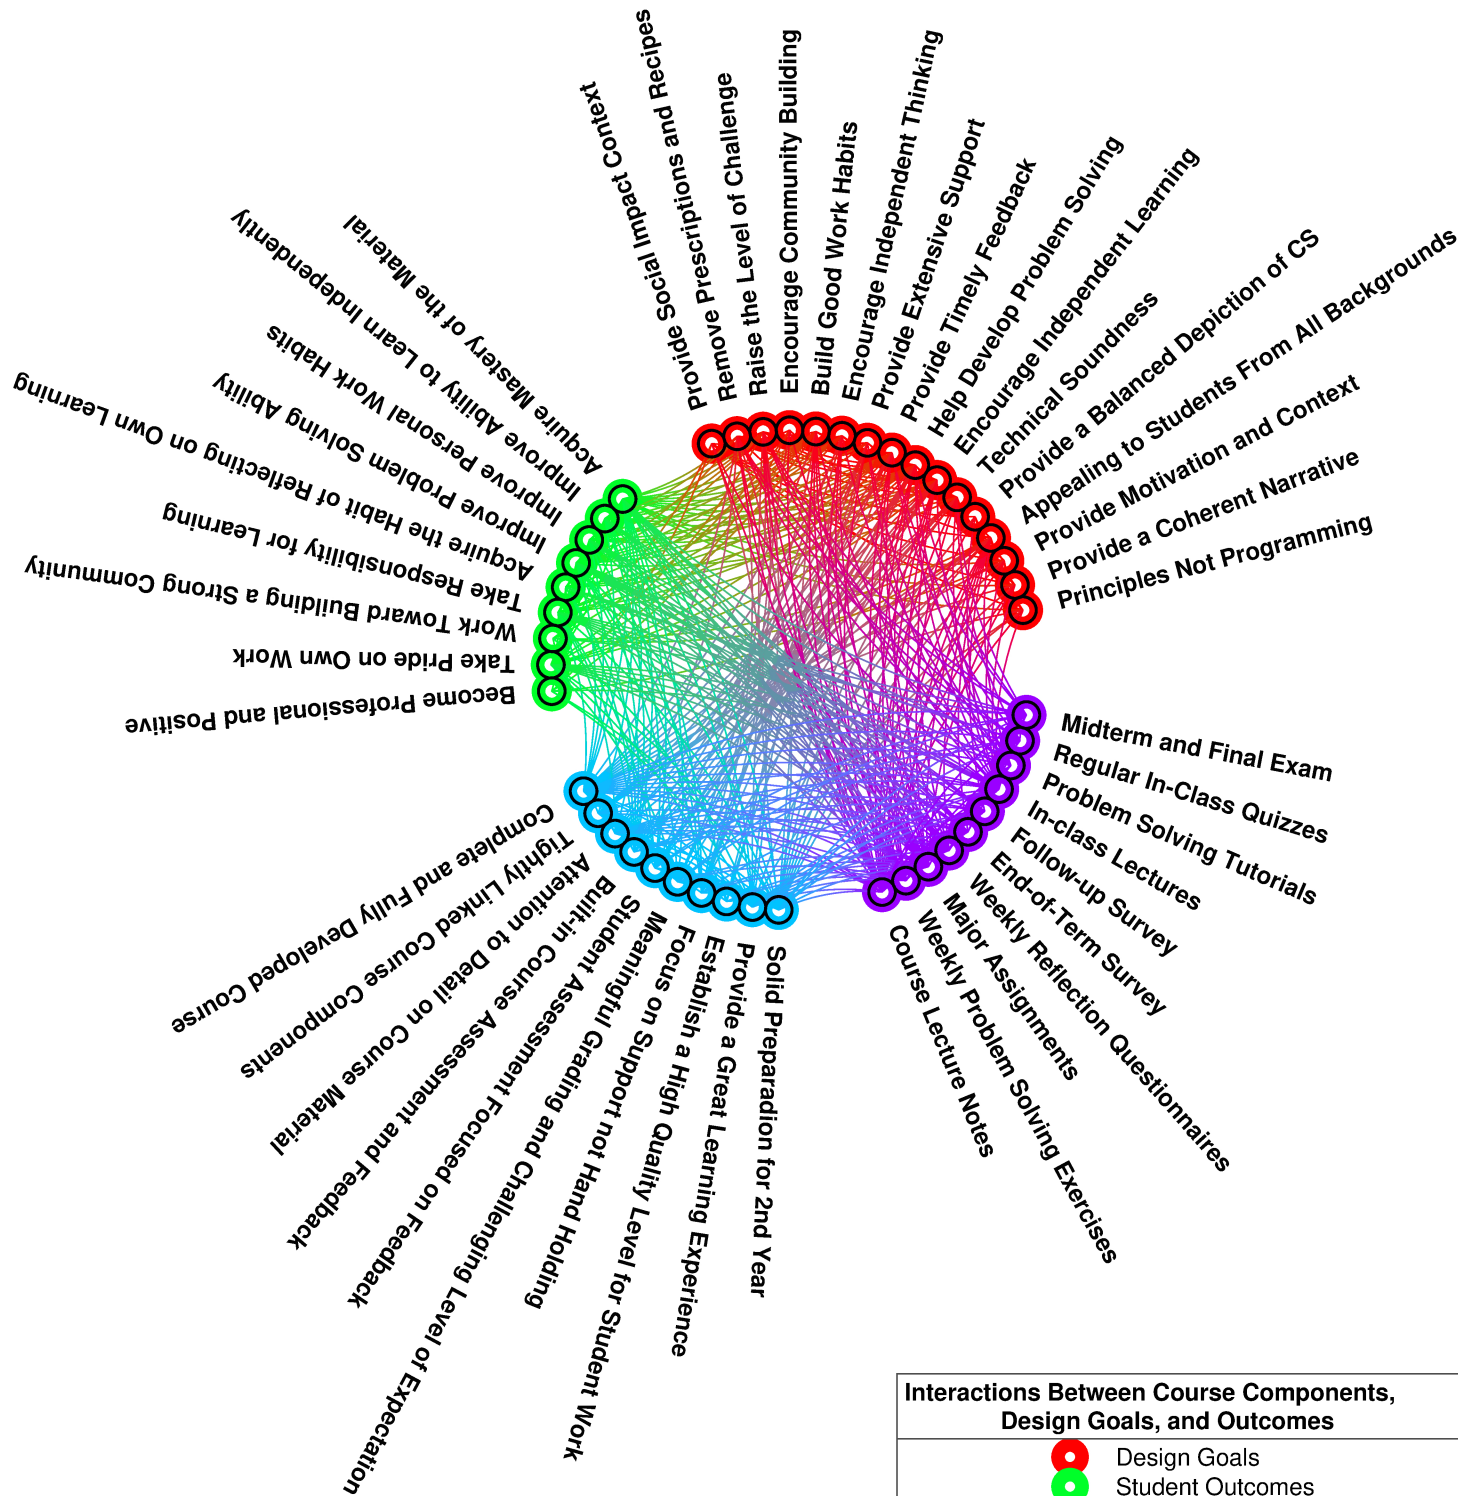 Provide Social Impact Context
Remove Prescriptions and Recipes
Raise the Level of Challenge
Encourage Community Building
Build Good Work Habits
Encourage Independent Thinking
Provide Extensive Support
Provide Timely Feedback
Help Develop Problem Solving
Encourage Independent Learning
Technical Soundness
Provide a Balanced Depiction of CS
Appealing to Students From All Backgrounds
Provide Motivation and Context
Provide a Coherent Narrative
Principles Not Programming
Midterm and Final Exam
Regular In-Class Quizzes
Problem Solving Tutorials
In-class Lectures
Follow-up Survey
End-of-Term Survey
Weekly Reflection Questionnaires
Major Assignments
Weekly Problem Solving Exercises
Course Lecture Notes
Solid Preparadion for 2nd Year
Provide a Great Learning Experience
Establish a High Quality Level for Student Work
Focus on Support not Hand Holding
Meaningful Grading and Challenging Level of Expectation
Student Assessment Focused on Feedback
Built-in Course Assessment and Feedback
Attention to Detail on Course Material
Tightly Linked Course Components
Complete and Fully Developed Course
Become Professional and Positive
Take Pride on Own Work
Work Toward Building a Strong Community
Take Responsibility for Learning
Acquire the Habit of Reflecting on Own Learning
Improve Problem Solving Ability
Improve Personal Work Habits
Improve Ability to Learn Independently
Acquire Mastery of the Material
Interactions Between Course Components,
Design Goals, and Outcomes
Design Goals
Student Outcomes